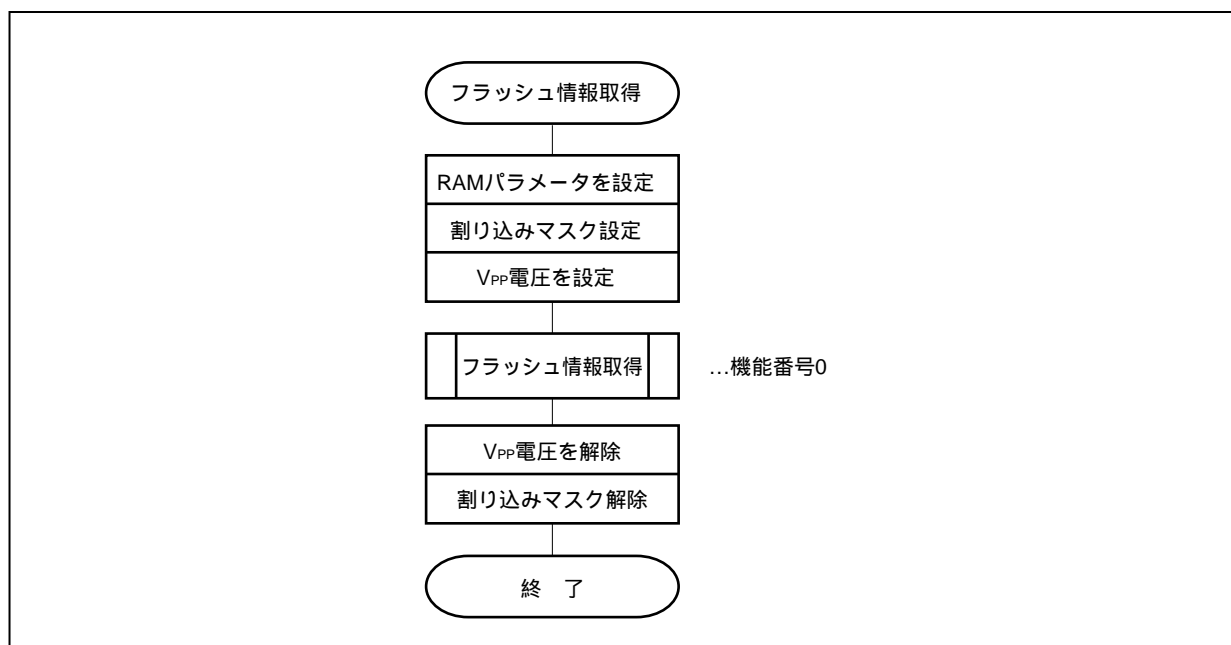 フラッシュ情報取得
RAMパラメータを設定
割り込みマスク設定
VPP電圧を設定
フラッシュ情報取得 …機能番号0
VPP電圧を解除
割り込みマスク解除
終　了